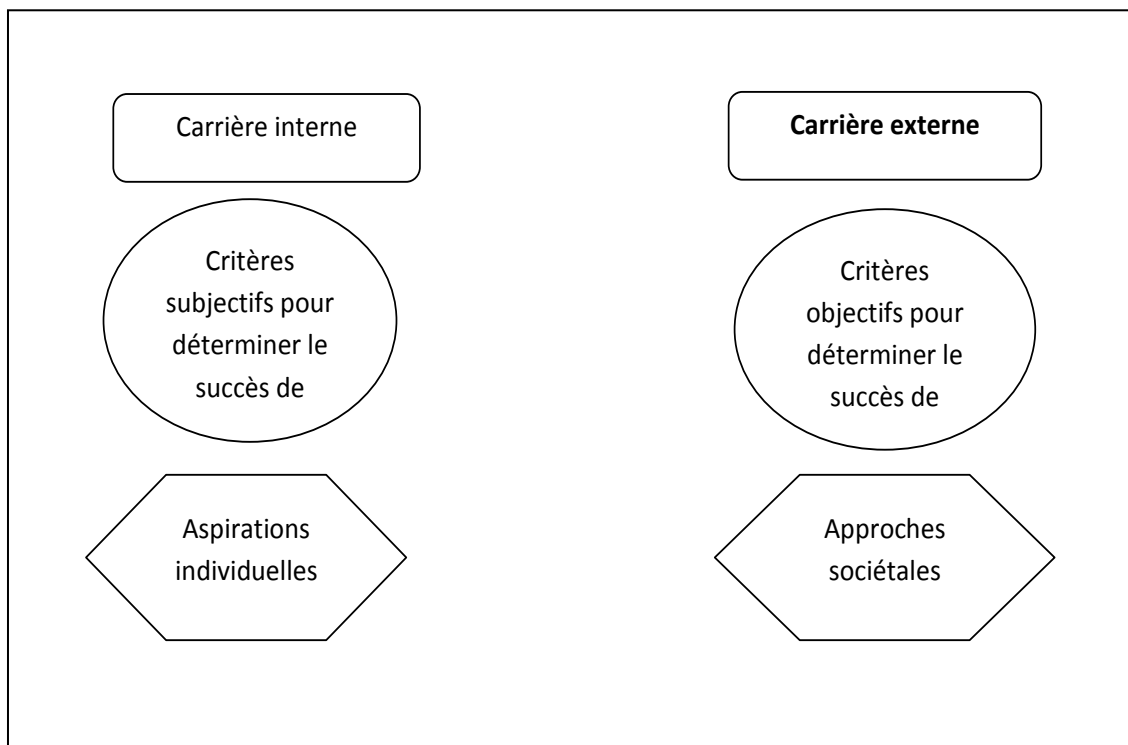 Carrière interne
Critères
subjectifs pour
déterminer le
succès de
Aspirations
individuelles
Carrière externe
Critères
objectifs pour
déterminer le
succès de
Approches
sociétales